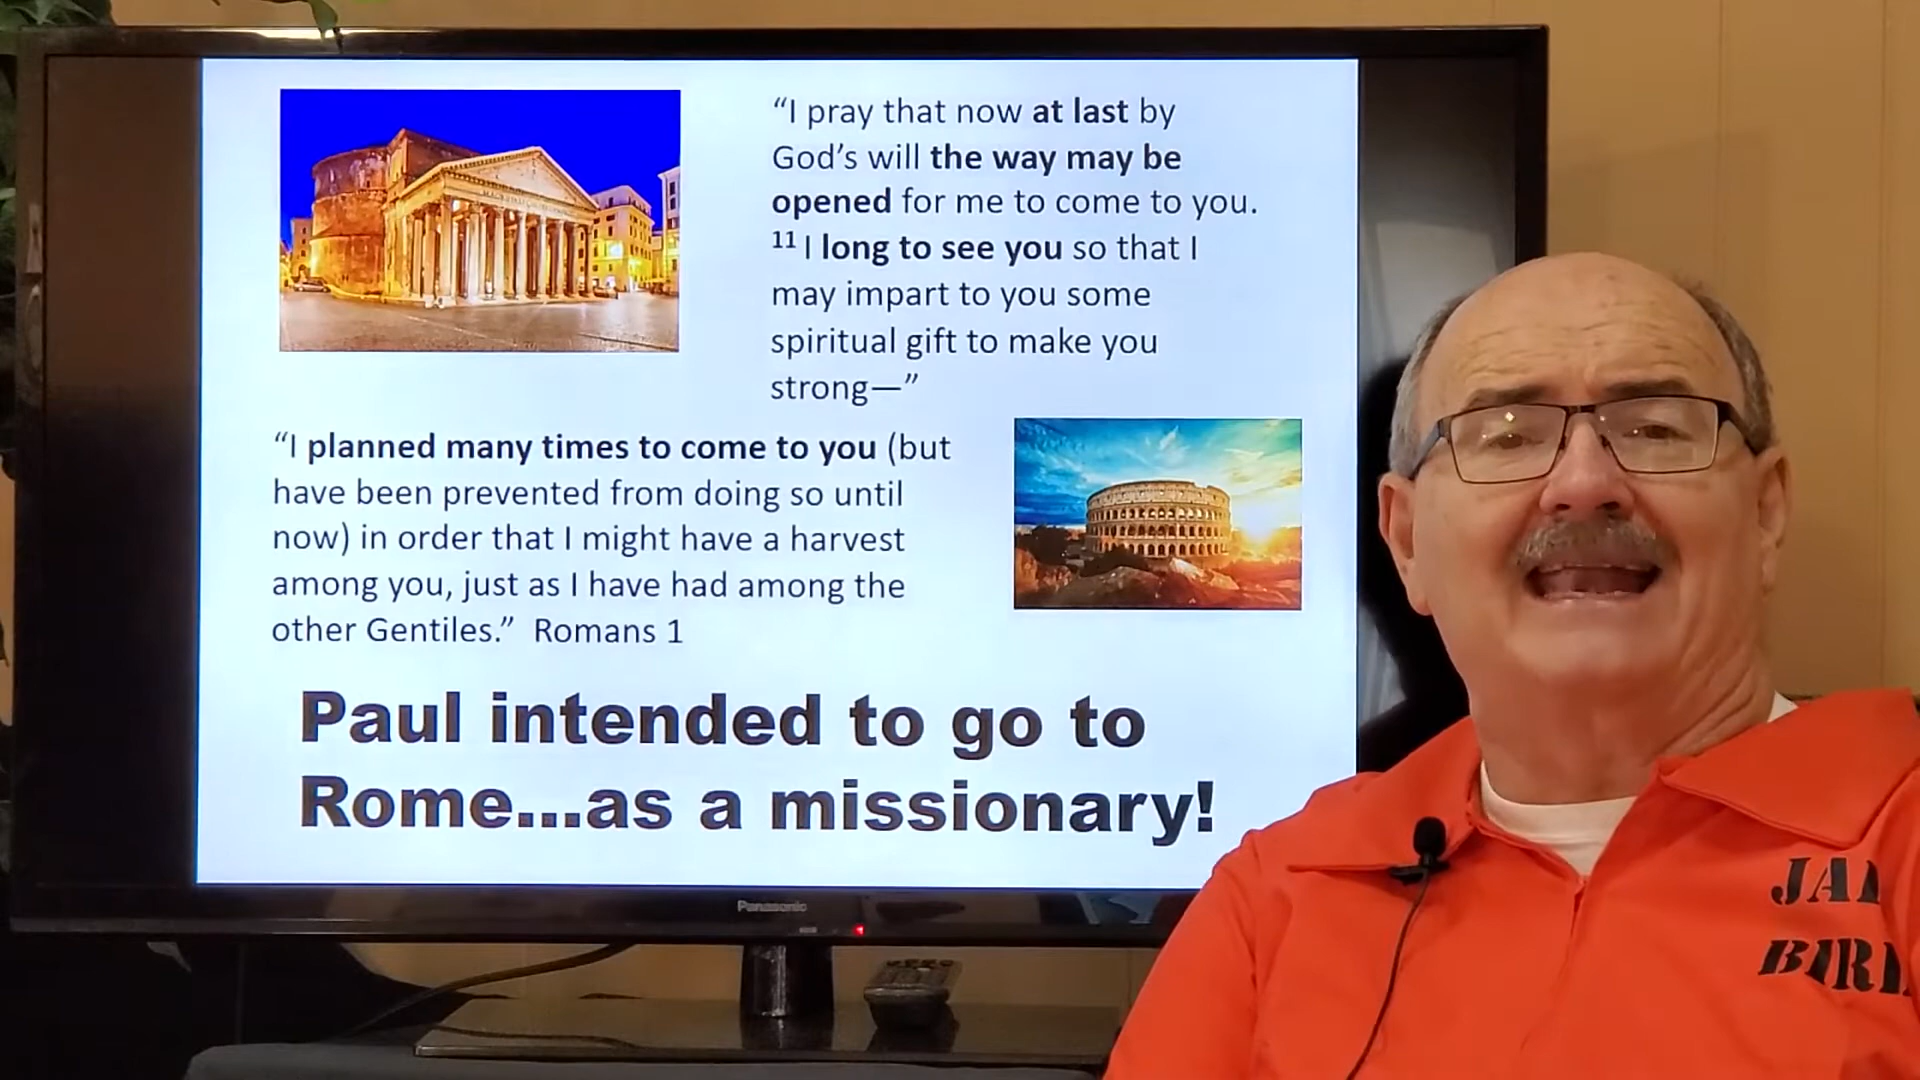 “I pray that now at last by
God’s will the way may be
opened for me to come to you.
11 I long to see you so that I
may impart to you some
spiritual gift to make you
strong—”
“I planned many times to come to you (but
have been prevented from doing so until
now) in order that I might have a harvest
among you, just as I have had among the
other Gentiles.” Romans 1
Paul intended to go to
Rome...as a missionary!
Panasonic